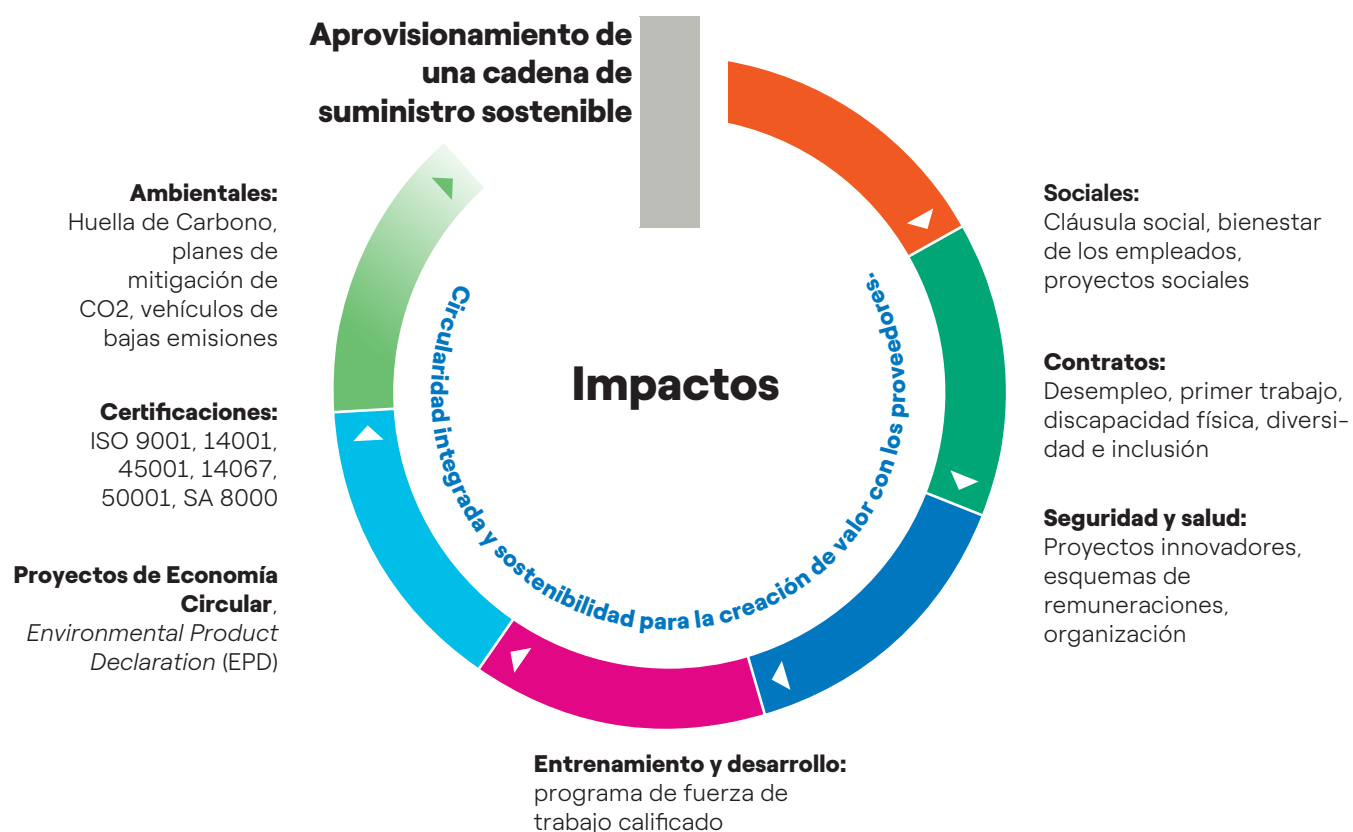 Aprovisionamiento de
una cadena de
suministro sostenible
Ambientales:
Huella de Carbono,
planes de
mitigación de
CO2, vehículos de
bajas emisiones
Certificaciones:
ISO 9001, 14001,
45001, 14067,
50001, SA 8000
Proyectos de Economía
Circular,
Environmental Product
Declaration (EPD)
Impactos
Circularidad integrada y sostenibilidad para la creación de valor con los proveedores.
Sociales:
Cláusula social, bienestar
de los empleados,
proyectos sociales
Contratos:
Desempleo, primer trabajo,
discapacidad física, diversi-
dad e inclusión
Seguridad y salud:
Proyectos innovadores,
esquemas de
remuneraciones,
organización
Entrenamiento y desarrollo:
programa de fuerza de
trabajo calificado